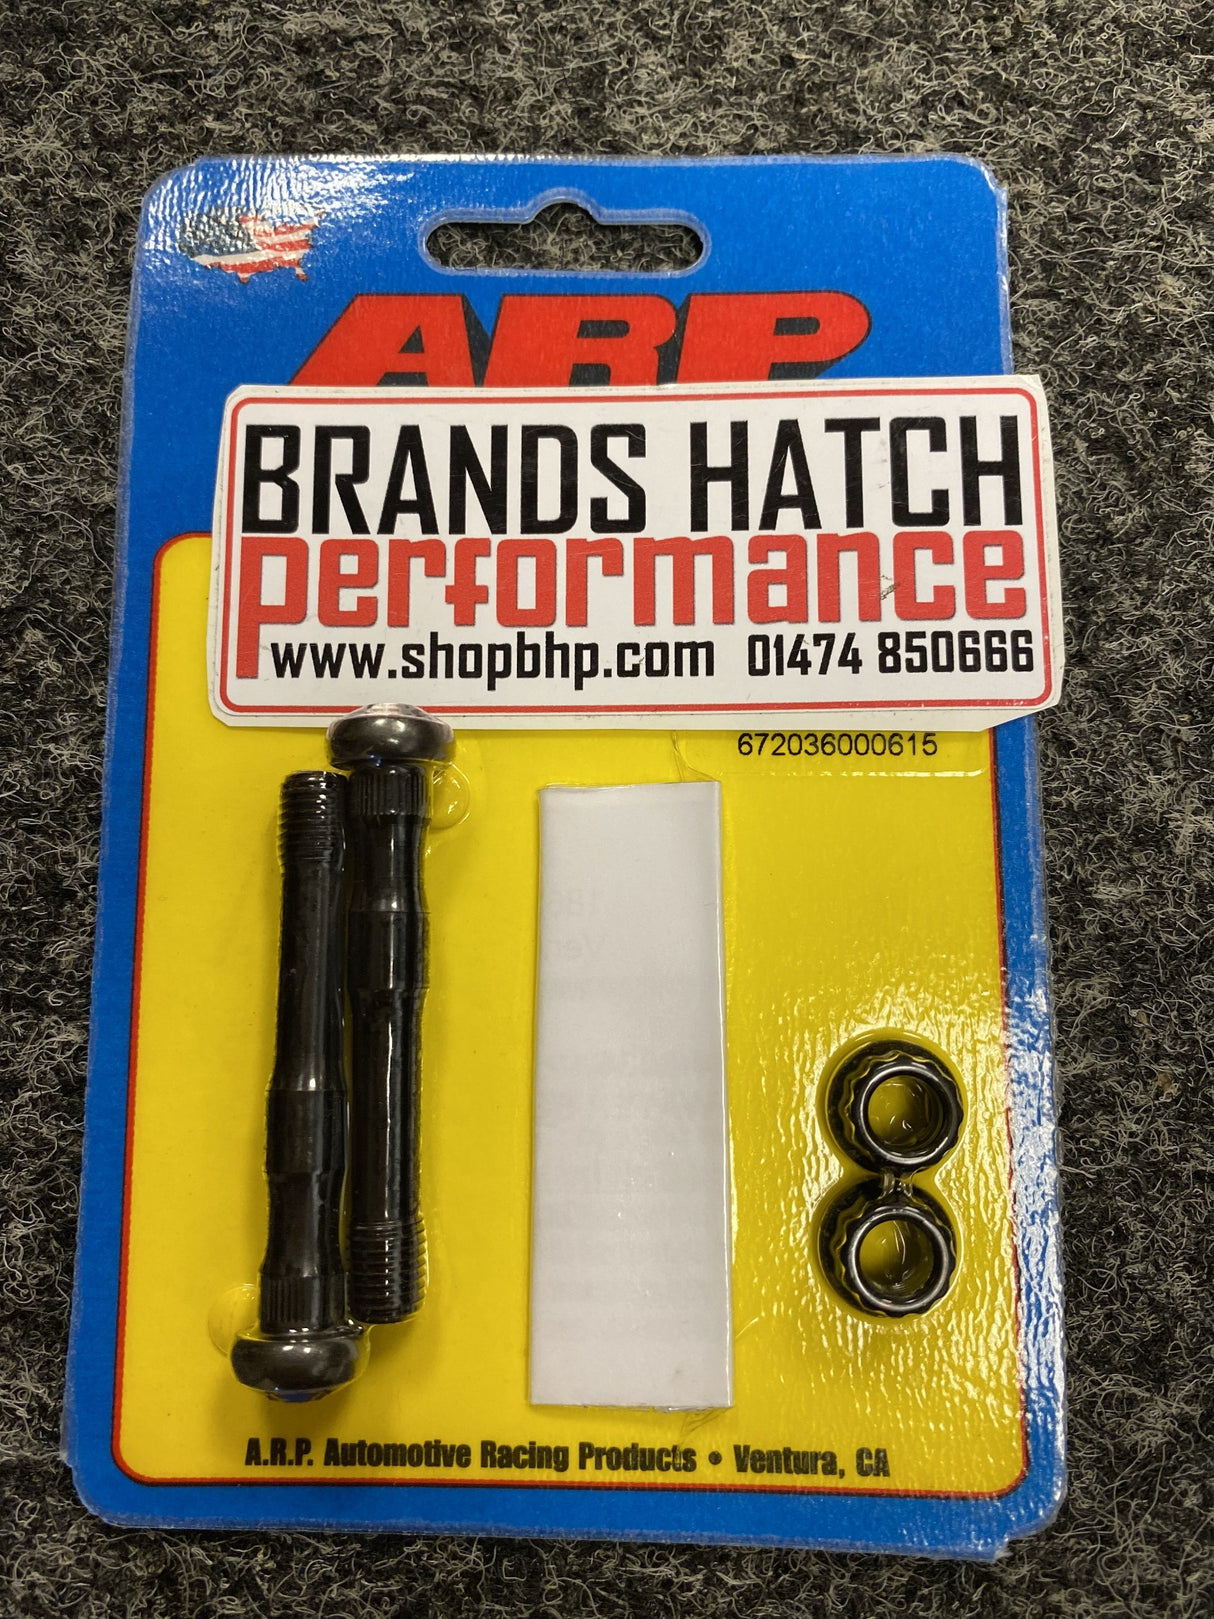 ARP
BRANDS HATCH
performance
www.shopbhp.com 01474 850666
672036000615
A.R.P. Automotive Racing Products • Ventura, CA